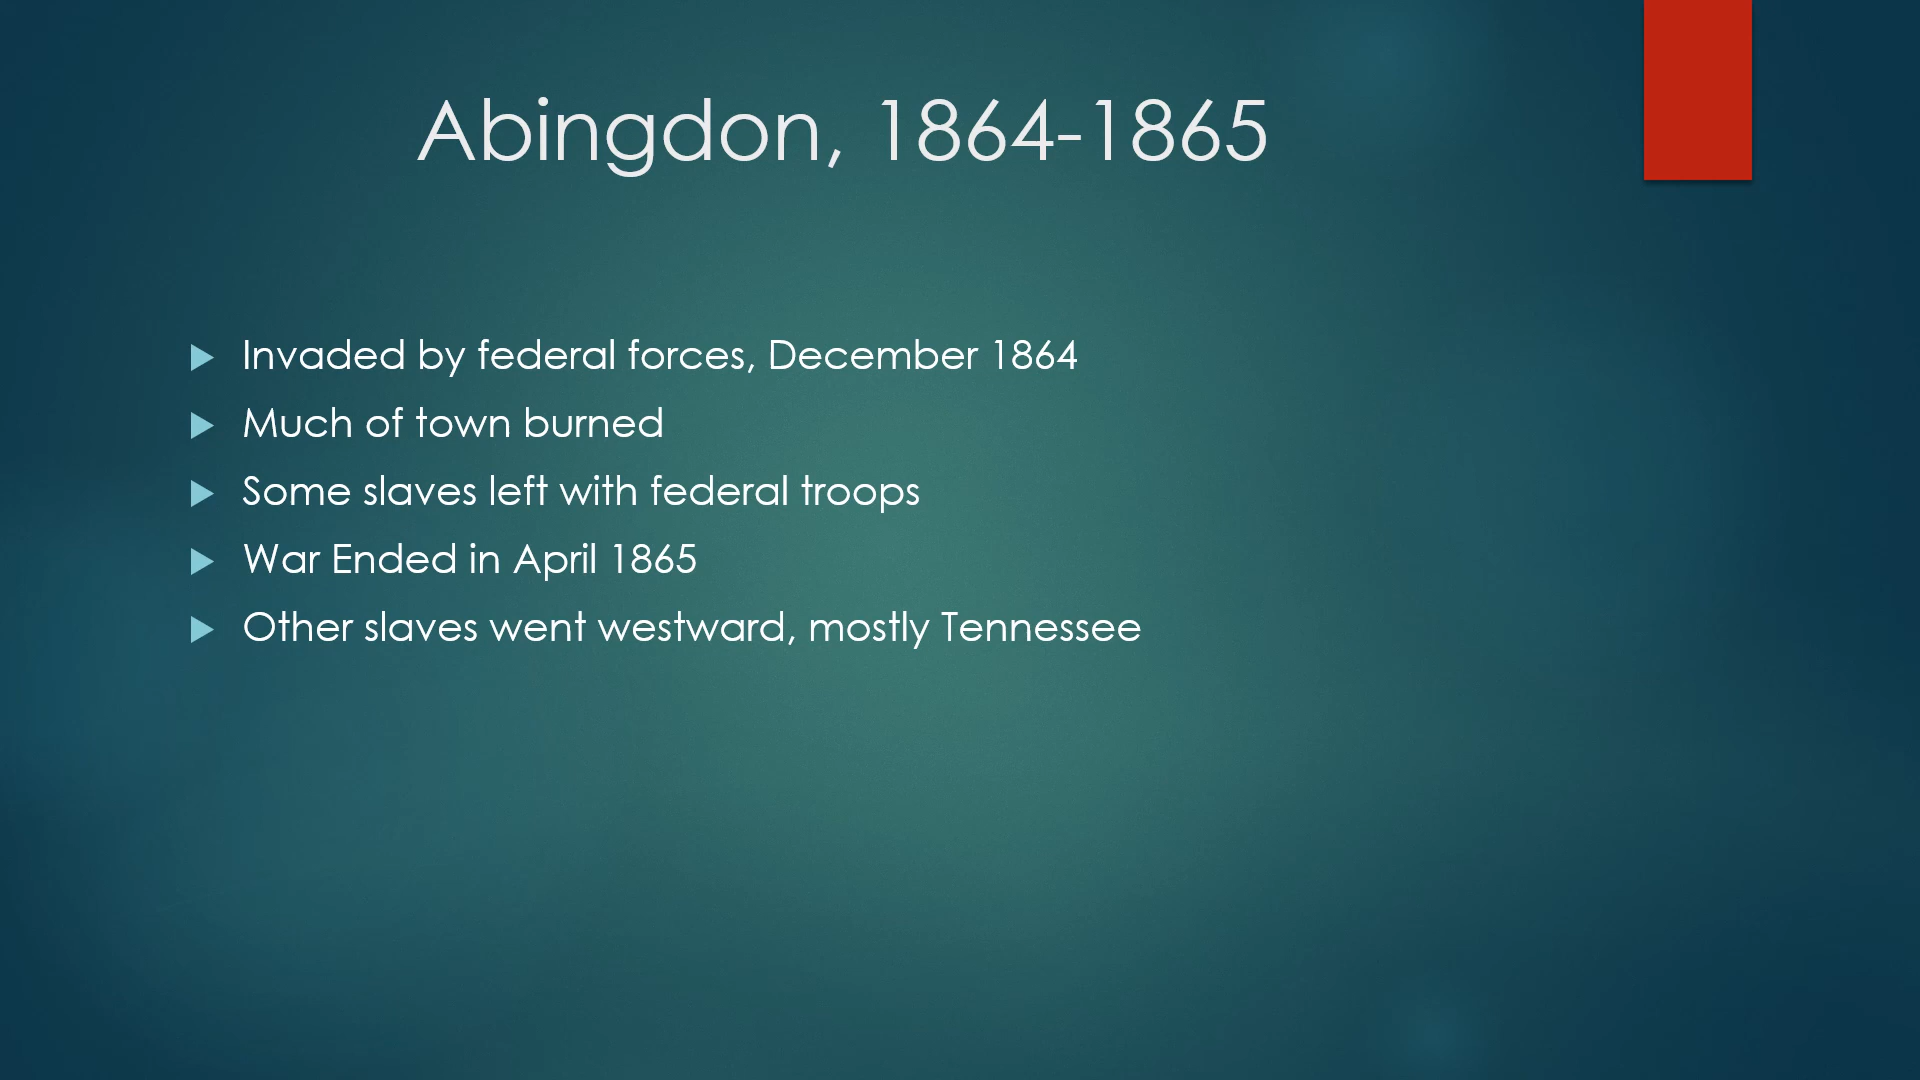 Abingdon, 1864-1865
Invaded by federal forces, December 1864
Much of town burned
Some slaves left with federal troops
War Ended in April 1865
Other slaves went westward, mostly Tennessee